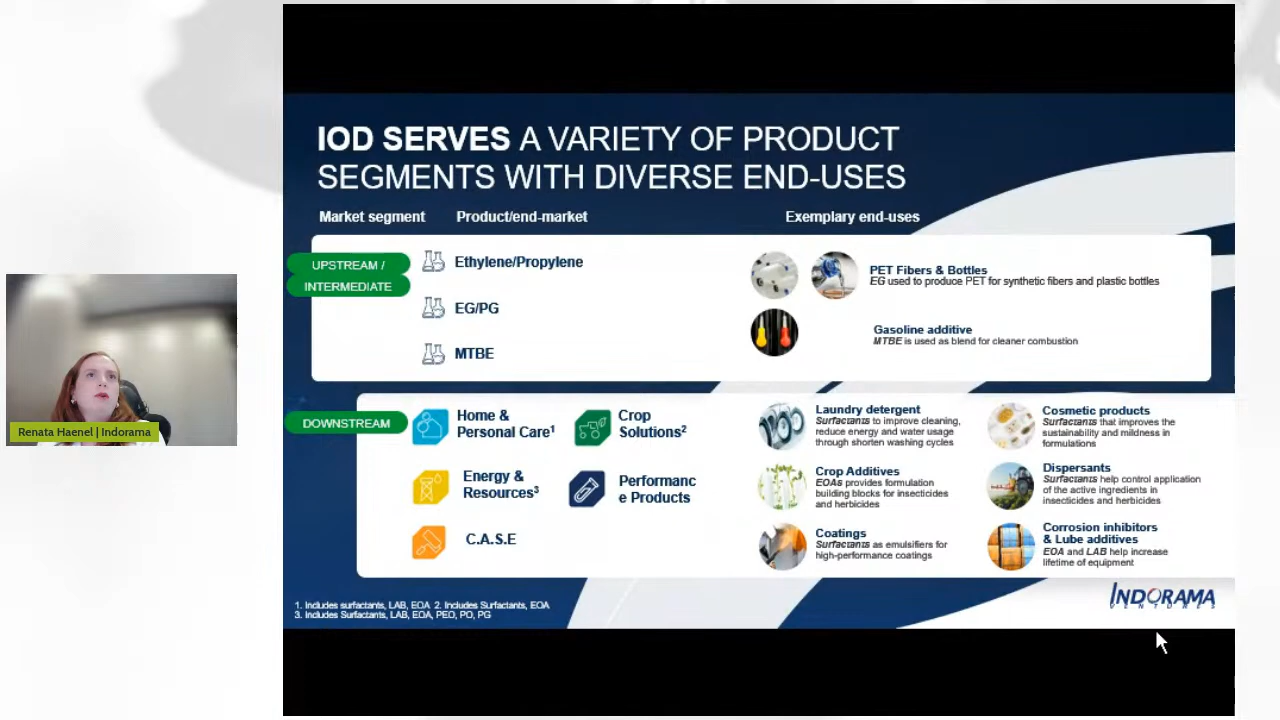 IOD SERVES A VARIETY OF PRODUCT
SEGMENTS WITH DIVERSE END-USES
Market segment
Product/end-market
Exemplary end-uses
UPSTREAM /
INTERMEDIATE
Ethylene/Propylene
EG/PG
MTBE
PET Fibers & Bottles
EG used to produce PET for synthetic fibers and plastic bottles
Gasoline additive
MTBE is used as blend for cleaner combustion
DOWNSTREAM
Home &
Personal Care¹
Crop
Solutions²
Energy &
Resources³
Performanc
e Products
C.A.S.E
Laundry detergent
Surfactants to improve cleaning,
reduce energy and water usage
through shorten washing cycles
Cosmetic products
Surfactants that improves the
sustainability and mildness in
formulations
Crop Additives
EOAs provides formulation
building blocks for insecticides
and herbicides
Dispersants
Surfactants help control application
of the active ingredients in
insecticides and herbicides
Coatings
Surfactants as emulsifiers for
high-performance coatings
Corrosion inhibitors
& Lube additives
EOA and LAB help increase
lifetime of equipment
1. Includes surfactants, LAB, EOA 2. Includes Surfactants, EOA
3. Includes Surfactants, LAB, EOA, PEO, PO, PG
INDORAMA
VENTURES
Renata Haenel | Indorama